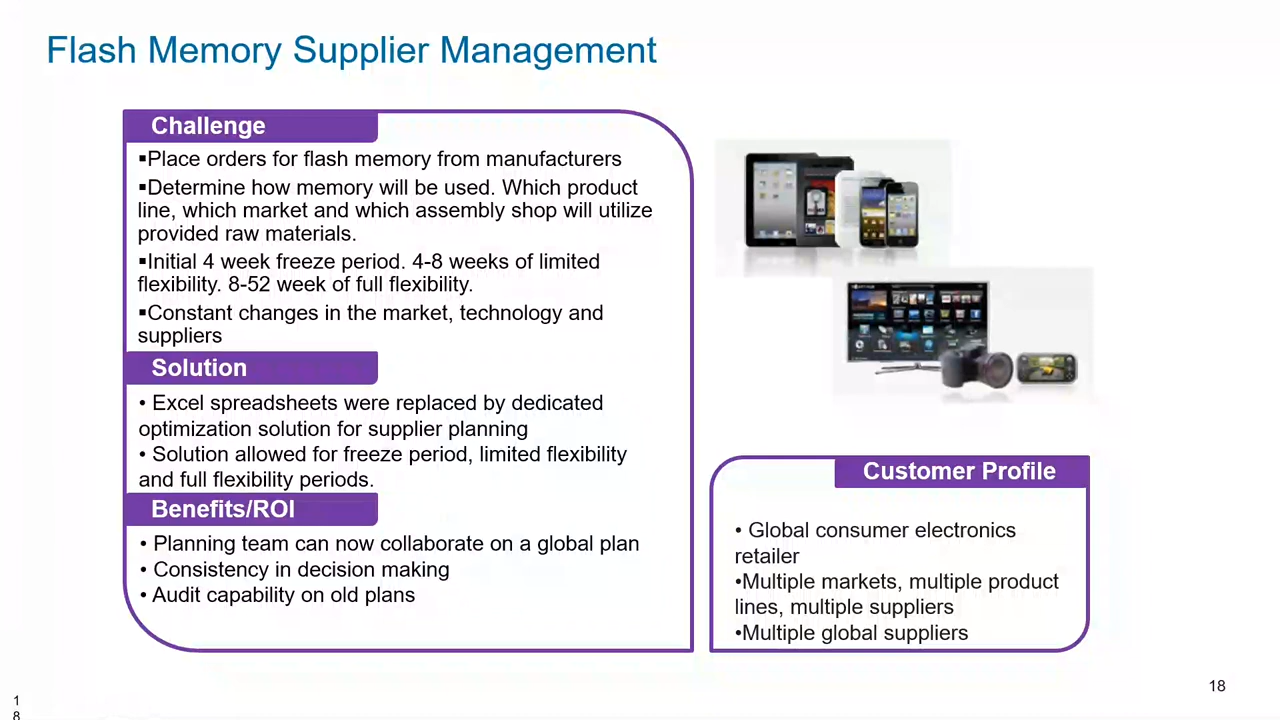 Flash Memory Supplier Management
Challenge
▪Place orders for flash memory from manufacturers
▪Determine how memory will be used. Which product
line, which market and which assembly shop will utilize
provided raw materials.
▪Initial 4 week freeze period. 4-8 weeks of limited
flexibility. 8-52 week of full flexibility.
▪Constant changes in the market, technology and
suppliers
Solution
• Excel spreadsheets were replaced by dedicated
optimization solution for supplier planning
• Solution allowed for freeze period, limited flexibility
and full flexibility periods.
Benefits/ROI
• Planning team can now collaborate on a global plan
• Consistency in decision making
• Audit capability on old plans
Customer Profile
• Global consumer electronics
retailer
•Multiple markets, multiple product
lines, multiple suppliers
•Multiple global suppliers
18
1
8